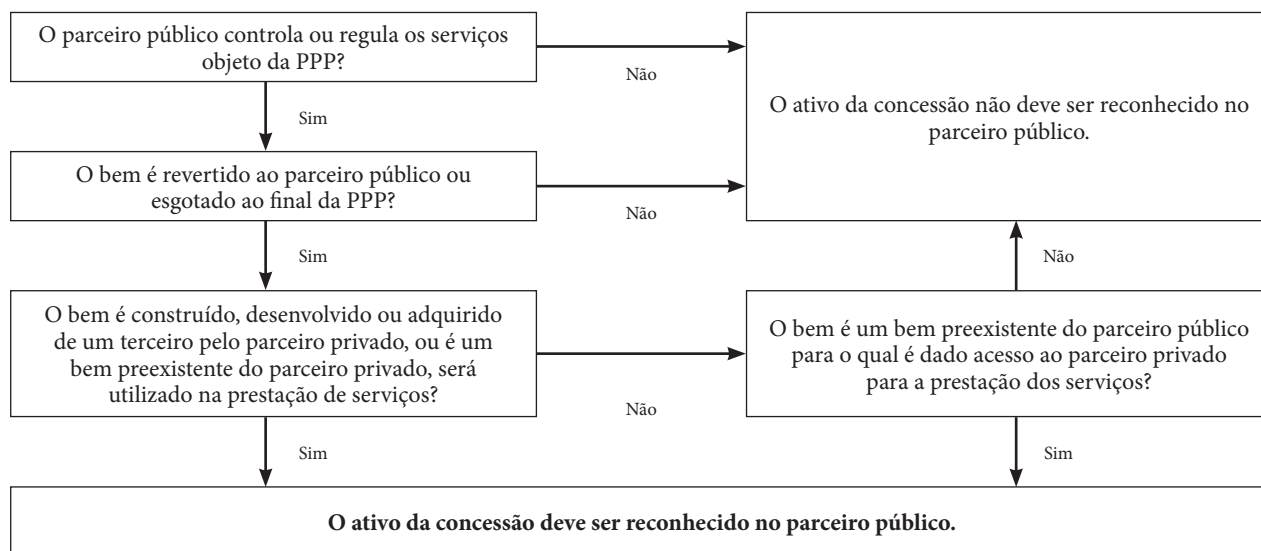 O parceiro público controla ou regula os serviços
objeto da PPP?
Não
O ativo da concessão não deve ser reconhecido no
parceiro público.
Sim
O bem é revertido ao parceiro público ou
esgotado ao final da PPP?
Não
Sim
Não
O bem é construído, desenvolvido ou adquirido
de um terceiro pelo parceiro privado, ou é um
bem preexistente do parceiro privado, será
utilizado na prestação de serviços?
Não
O bem é um bem preexistente do parceiro público
para o qual é dado acesso ao parceiro privado
para a prestação dos serviços?
Sim
Sim
O ativo da concessão deve ser reconhecido no parceiro público.